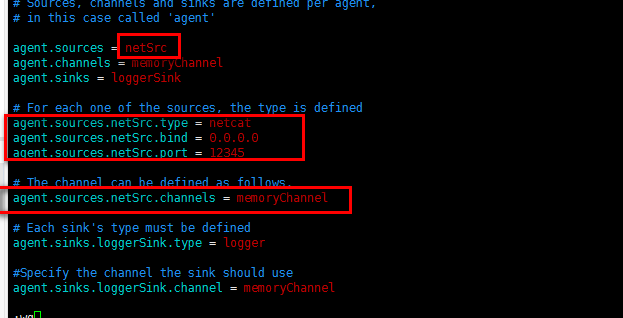 # Sources, channels and sinks are defined per agent,
# in this case called 'agent'
agent.sources = netSrc
agent.channels = memoryChannel
agent.sinks = loggerSink
# For each one of the sources, the type is defined
agent.sources.netSrc.type = netcat
agent.sources.netSrc.bind = 0.0.0.0
agent.sources.netSrc.port = 12345
# The channel can be defined as follows.
agent.sources.netSrc.channels = memoryChannel
# Each sink's type must be defined
agent.sinks.loggerSink.type = logger
#Specify the channel the sink should use
agent.sinks.loggerSink.channel = memoryChannel
:wq